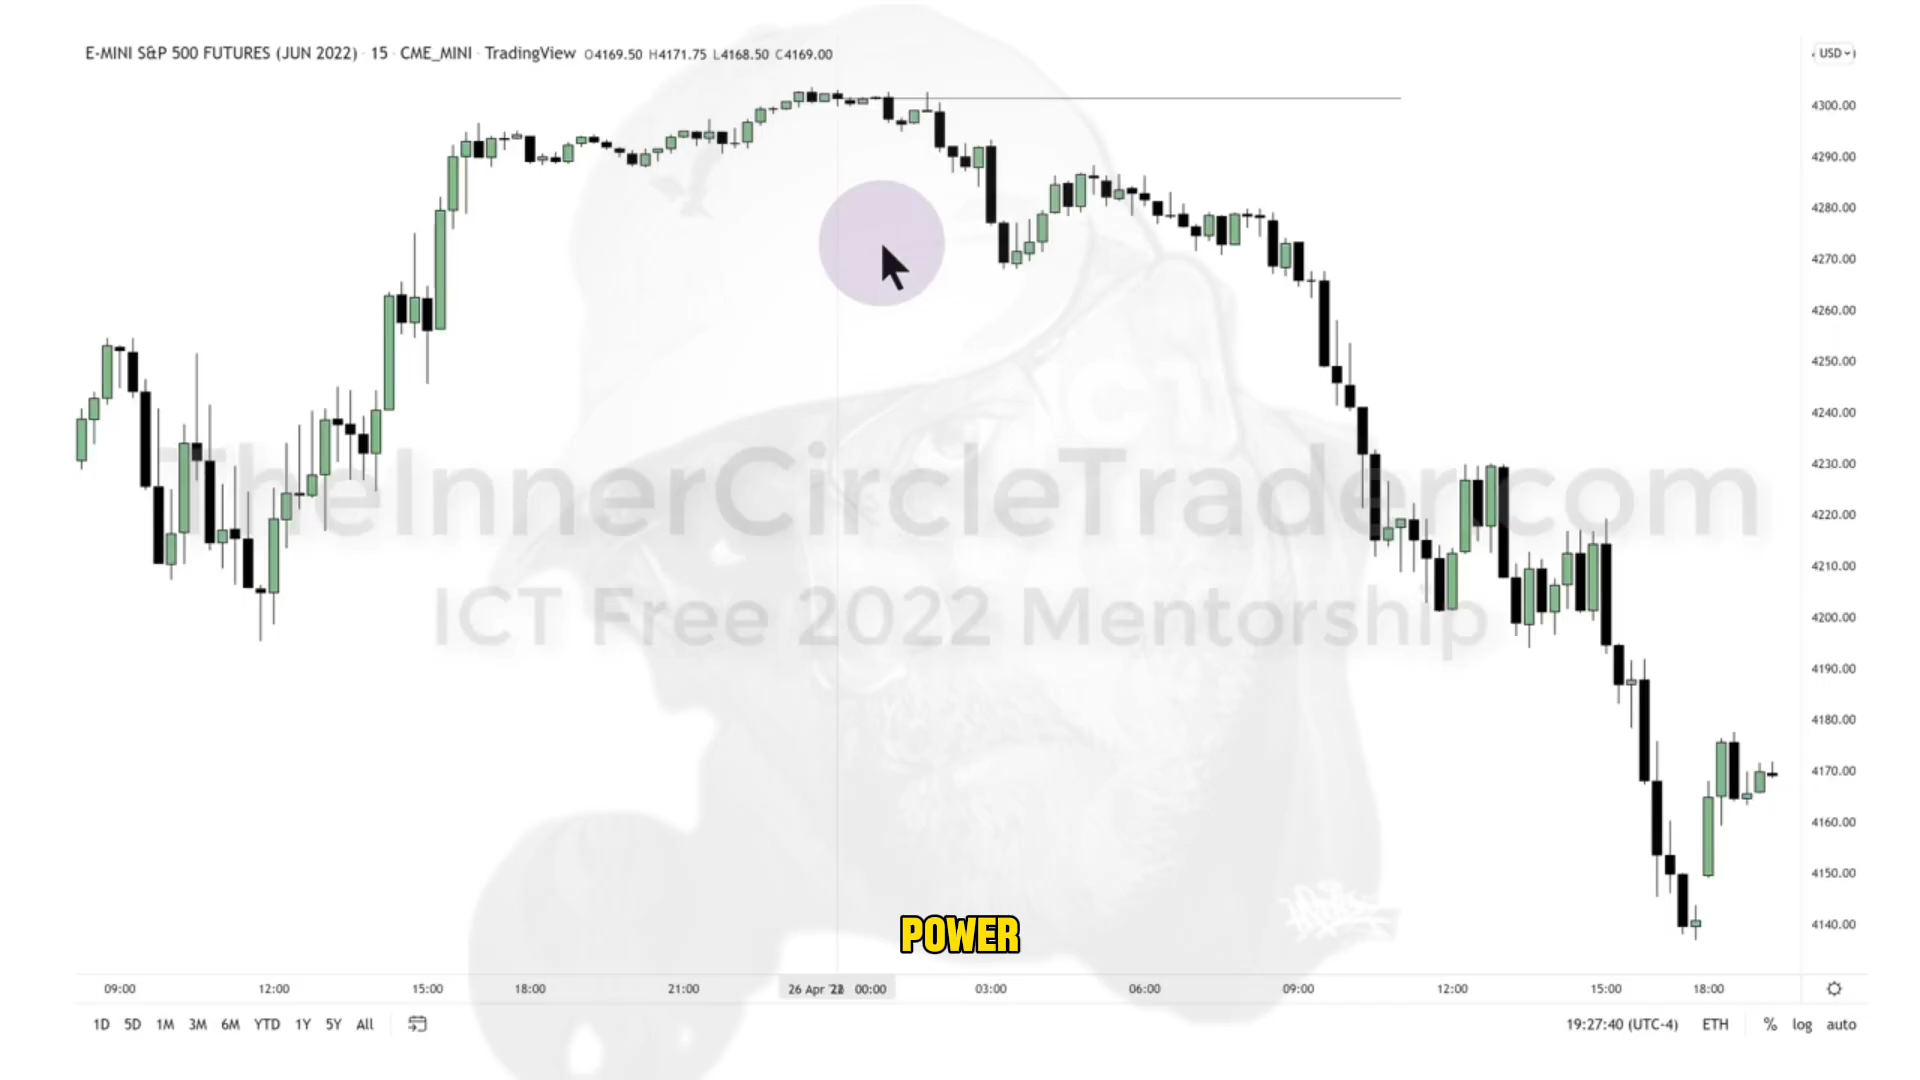 E-MINI S&P 500 FUTURES (JUN 2022) · 15 · CME_MINI · TradingView O4169.50 H4171.75 L4168.50 C4169.00
USD
4300.00
4290.00
4280.00
4270.00
4260.00
4250.00
4240.00
4230.00
4220.00
4210.00
4200.00
4190.00
4180.00
4170.00
4160.00
4150.00
4140.00
TheInnerCircleTrader.com
ICT Free 2022 Mentorship
POWER
09:00 12:00 15:00 18:00 21:00 26 Apr '22 00:00 03:00 06:00 09:00 12:00 15:00 18:00
1D 5D 1M 3M 6M YTD 1Y 5Y All 19:27:40 (UTC-4) ETH % log auto